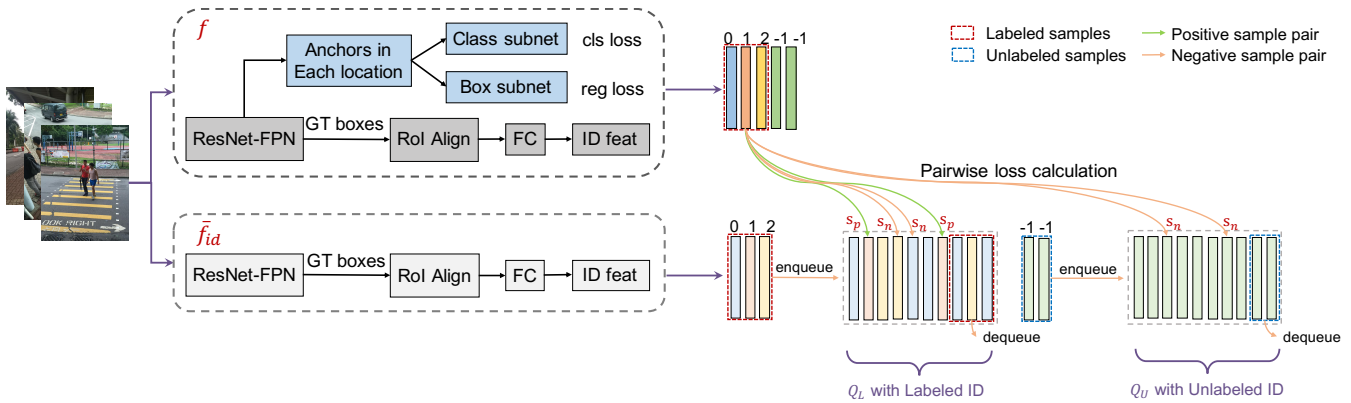 f
Anchors in
Each location
Class subnet
cls loss
Box subnet
reg loss
ResNet-FPN
GT boxes
RoI Align
FC
ID feat
0 1 2 -1 -1
Labeled samples
Unlabeled samples
Positive sample pair
Negative sample pair
Pairwise loss calculation
LOOK RIGHT
f̄_id
ResNet-FPN
GT boxes
RoI Align
FC
ID feat
0 1 2
enqueue
s_p s_n s_n s_p
dequeue
Q_L with Labeled ID
-1 -1
enqueue
s_n s_n
dequeue
Q_U with Unlabeled ID